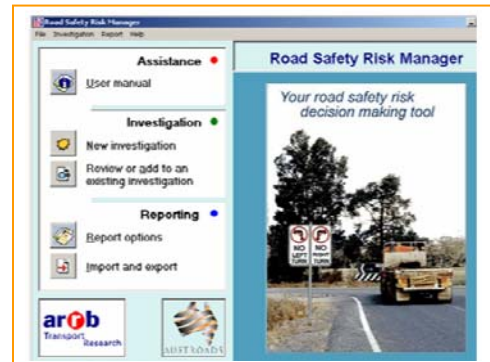 Road Safety Risk Manager
File Investigation Report Help
Assistance
User manual
Investigation
New investigation
Review or add to an
existing investigation
Reporting
Report options
Import and export
arrb
Transport
Research
AUSTROADS
Road Safety Risk Manager
Your road safety risk
decision making tool
NO
LEFT
TURN
NO
RIGHT
TURN